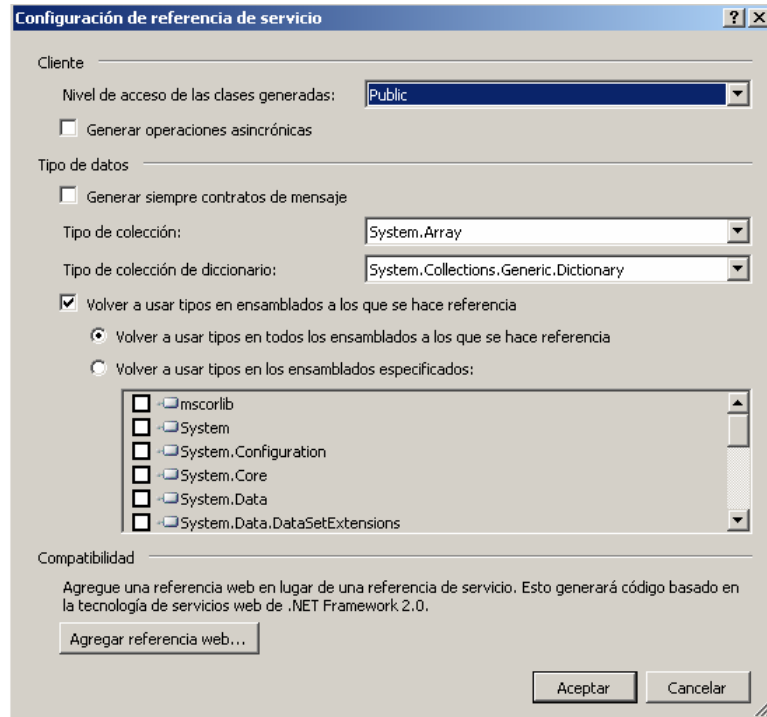 Configuración de referencia de servicio
Cliente
Nivel de acceso de las clases generadas: Public
Generar operaciones asincrónicas
Tipo de datos
Generar siempre contratos de mensaje
Tipo de colección: System.Array
Tipo de colección de diccionario: System.Collections.Generic.Dictionary
Volver a usar tipos en ensamblados a los que se hace referencia
Volver a usar tipos en todos los ensamblados a los que se hace referencia
Volver a usar tipos en los ensamblados especificados:
mscorlib
System
System.Configuration
System.Core
System.Data
System.Data.DataSetExtensions
Compatibilidad
Agregue una referencia web en lugar de una referencia de servicio. Esto generará código basado en
la tecnología de servicios web de .NET Framework 2.0.
Agregar referencia web...
Aceptar Cancelar